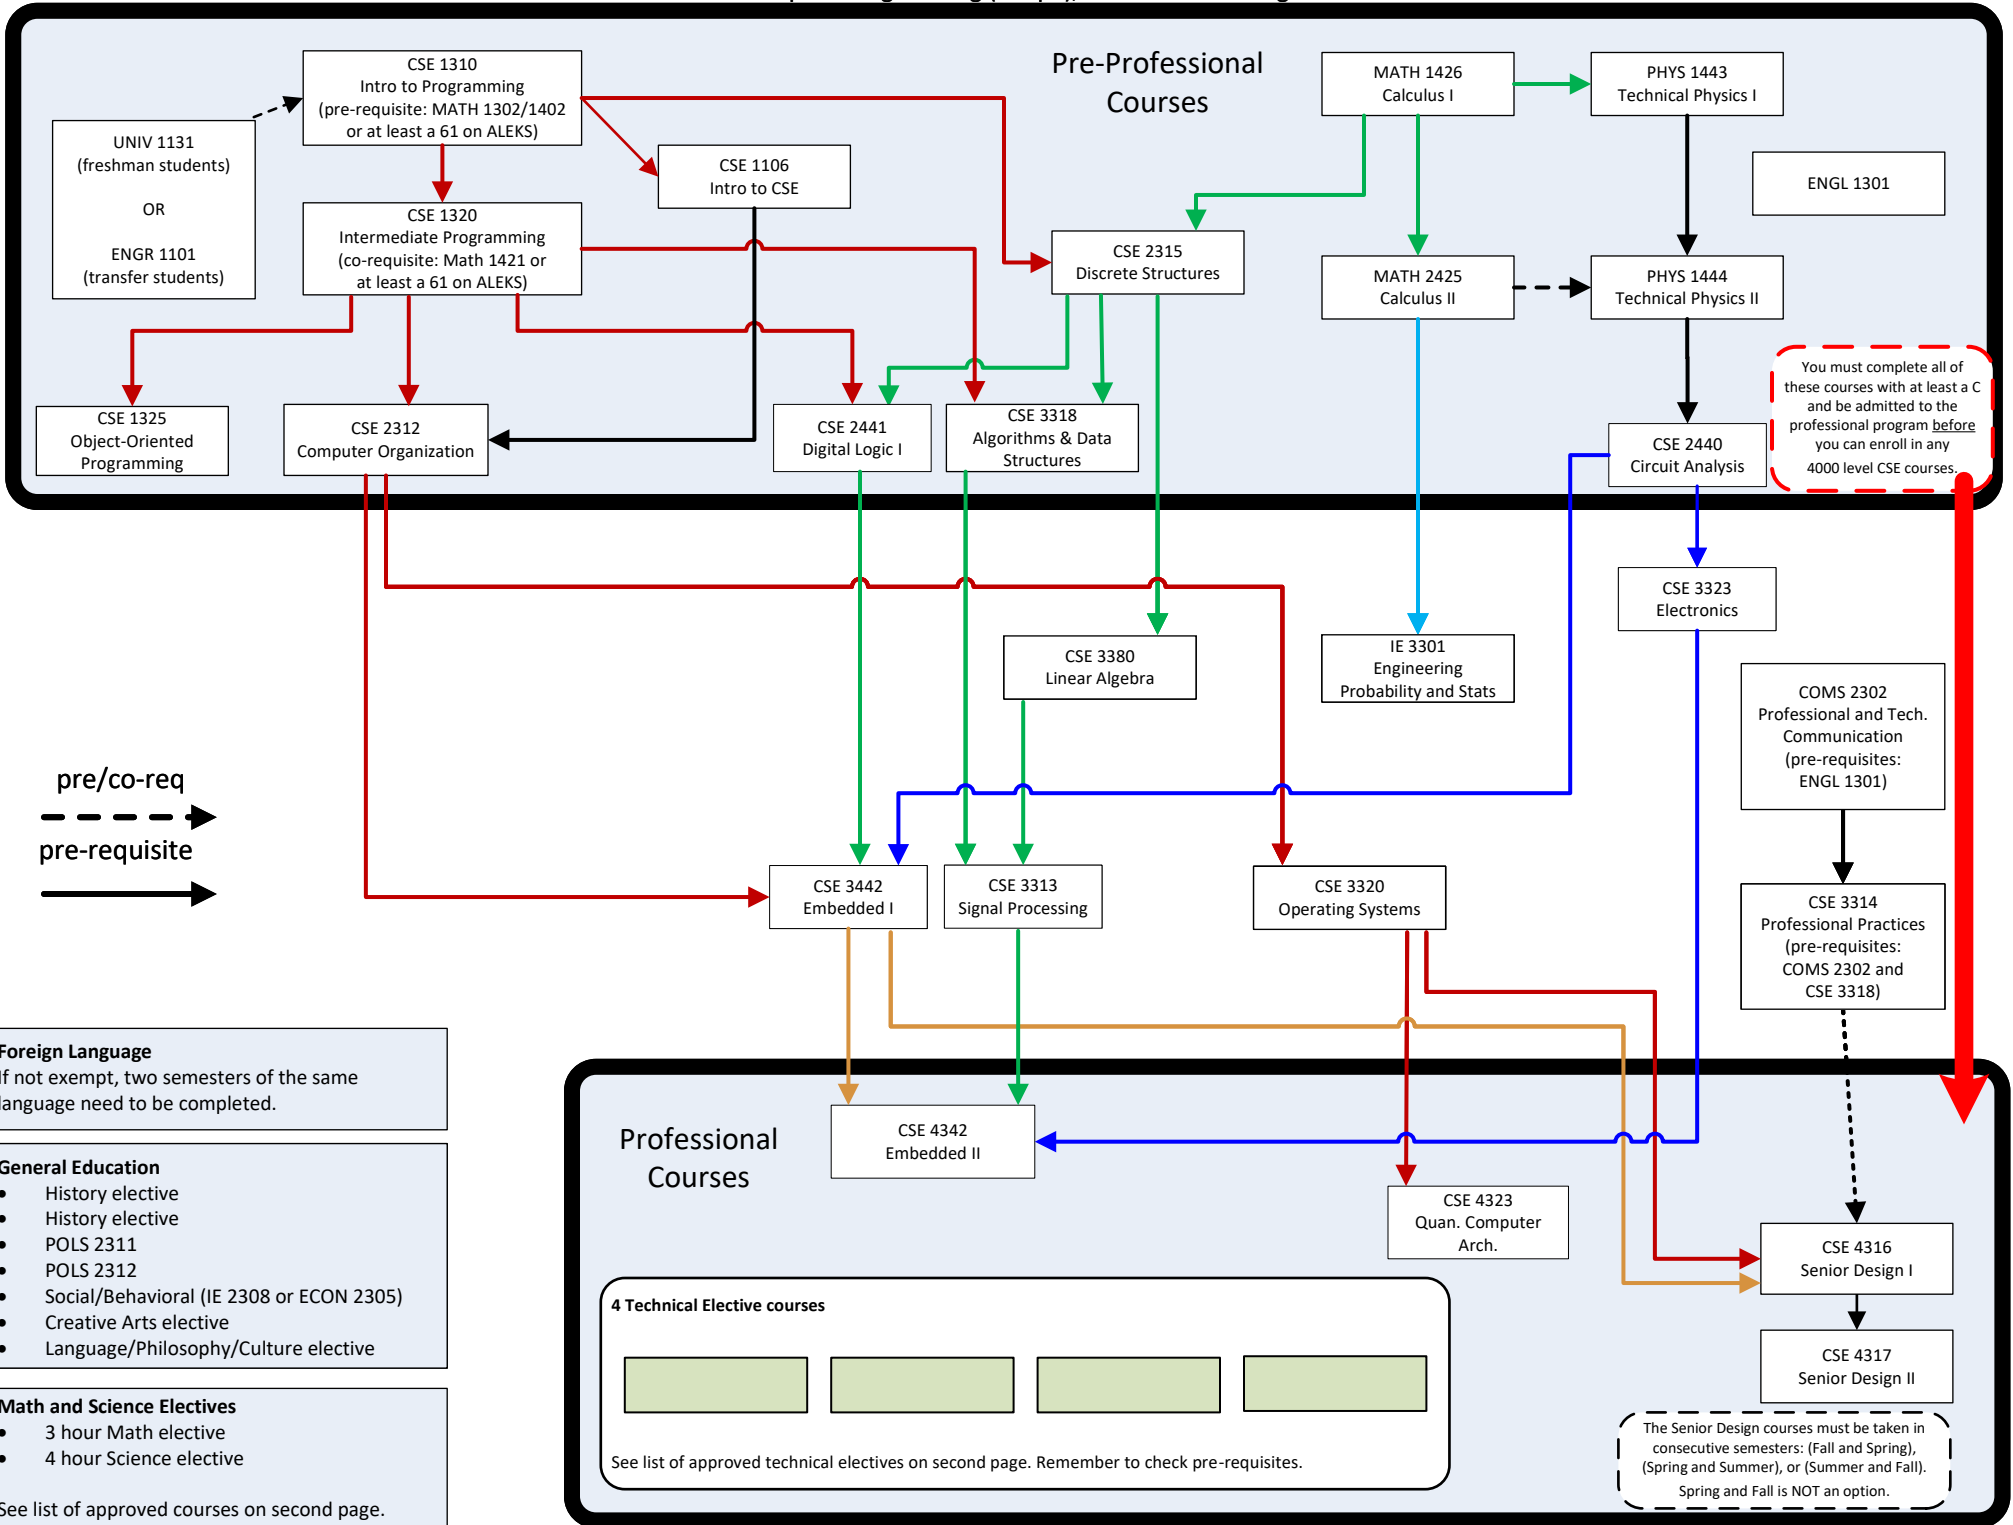 Pre-Professional
Courses
CSE 1310
Intro to Programming
(pre-requisite: MATH 1302/1402
or at least a 61 on ALEKS)
MATH 1426
Calculus I
PHYS 1443
Technical Physics I
UNIV 1131
(freshman students)
OR
ENGR 1101
(transfer students)
CSE 1106
Intro to CSE
ENGL 1301
CSE 1320
Intermediate Programming
(co-requisite: Math 1421 or
at least a 61 on ALEKS)
CSE 2315
Discrete Structures
MATH 2425
Calculus II
PHYS 1444
Technical Physics II
You must complete all of
these courses with at least a C
and be admitted to the
professional program before
you can enroll in any
4000 level CSE courses.
CSE 1325
Object-Oriented
Programming
CSE 2312
Computer Organization
CSE 2441
Digital Logic I
CSE 3318
Algorithms & Data
Structures
CSE 2440
Circuit Analysis
CSE 3323
Electronics
CSE 3380
Linear Algebra
IE 3301
Engineering
Probability and Stats
COMS 2302
Professional and Tech.
Communication
(pre-requisites:
ENGL 1301)
pre/co-req
pre-requisite
CSE 3442
Embedded I
CSE 3313
Signal Processing
CSE 3320
Operating Systems
CSE 3314
Professional Practices
(pre-requisites:
COMS 2302 and
CSE 3318)
Foreign Language
If not exempt, two semesters of the same
language need to be completed.
General Education
• History elective
• History elective
• POLS 2311
• POLS 2312
• Social/Behavioral (IE 2308 or ECON 2305)
• Creative Arts elective
• Language/Philosophy/Culture elective
Math and Science Electives
• 3 hour Math elective
• 4 hour Science elective
See list of approved courses on second page.
Professional
Courses
CSE 4342
Embedded II
CSE 4323
Quan. Computer
Arch.
CSE 4316
Senior Design I
CSE 4317
Senior Design II
4 Technical Elective courses
See list of approved technical electives on second page. Remember to check pre-requisites.
The Senior Design courses must be taken in
consecutive semesters: (Fall and Spring),
(Spring and Summer), or (Summer and Fall).
Spring and Fall is NOT an option.